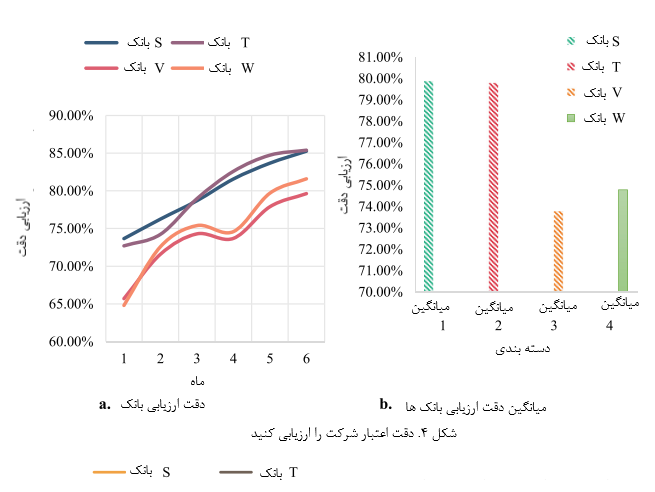 بانک S بانک T
بانک V بانک W
90.00%
85.00%
80.00%
75.00%
70.00%
65.00%
60.00%
ارزیابی دقت
1 2 3 4 5 6
ماه
a. دقت ارزیابی بانک
بانک S
بانک T
بانک V
بانک W
81.00%
80.00%
79.00%
78.00%
77.00%
76.00%
75.00%
74.00%
73.00%
72.00%
71.00%
70.00%
ارزیابی دقت
میانگین 1 میانگین 2 میانگین 3 میانگین 4
دسته بندی
b. میانگین دقت ارزیابی بانک ها
شکل ۴. دقت اعتبار شرکت را ارزیابی کنید
بانک S بانک T